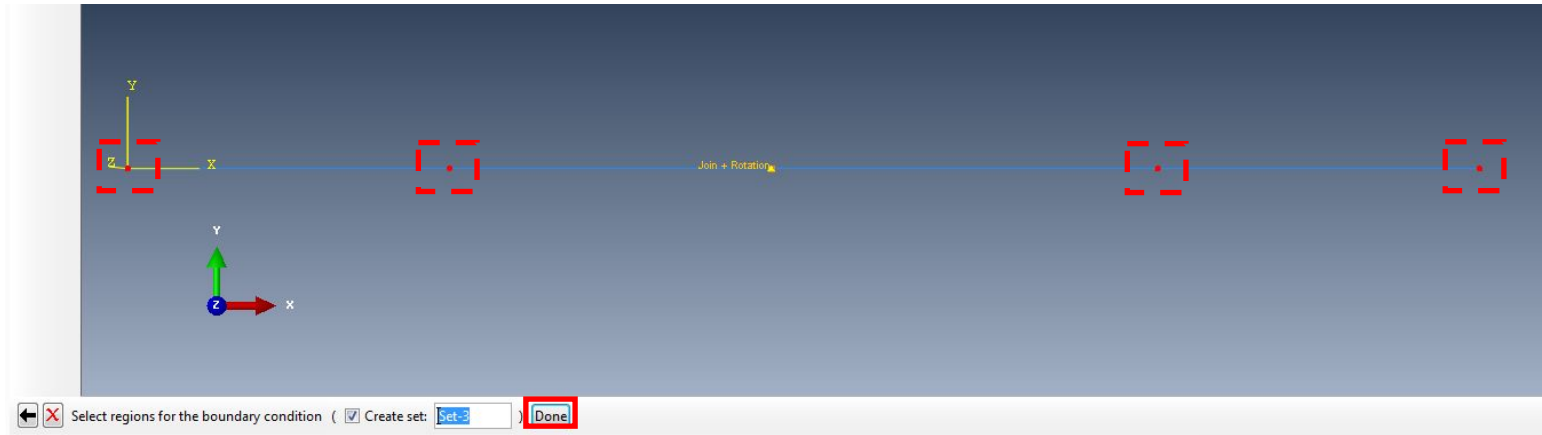 Y
Z
X
Join + Rotation
Y
Z
X
Select regions for the boundary condition ( Create set: Set-3 ) Done